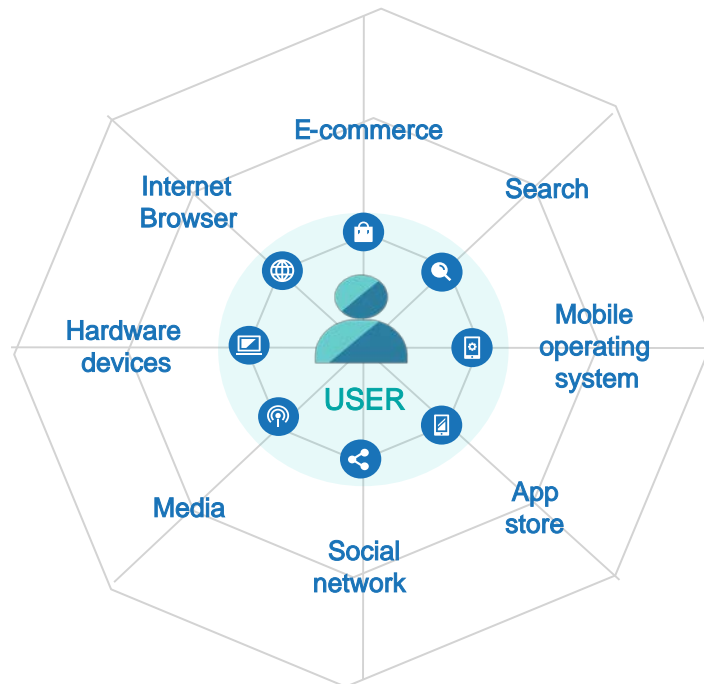 E-commerce
Internet
Browser
Search
Hardware
devices
Mobile
operating
system
USER
Media
App
store
Social
network